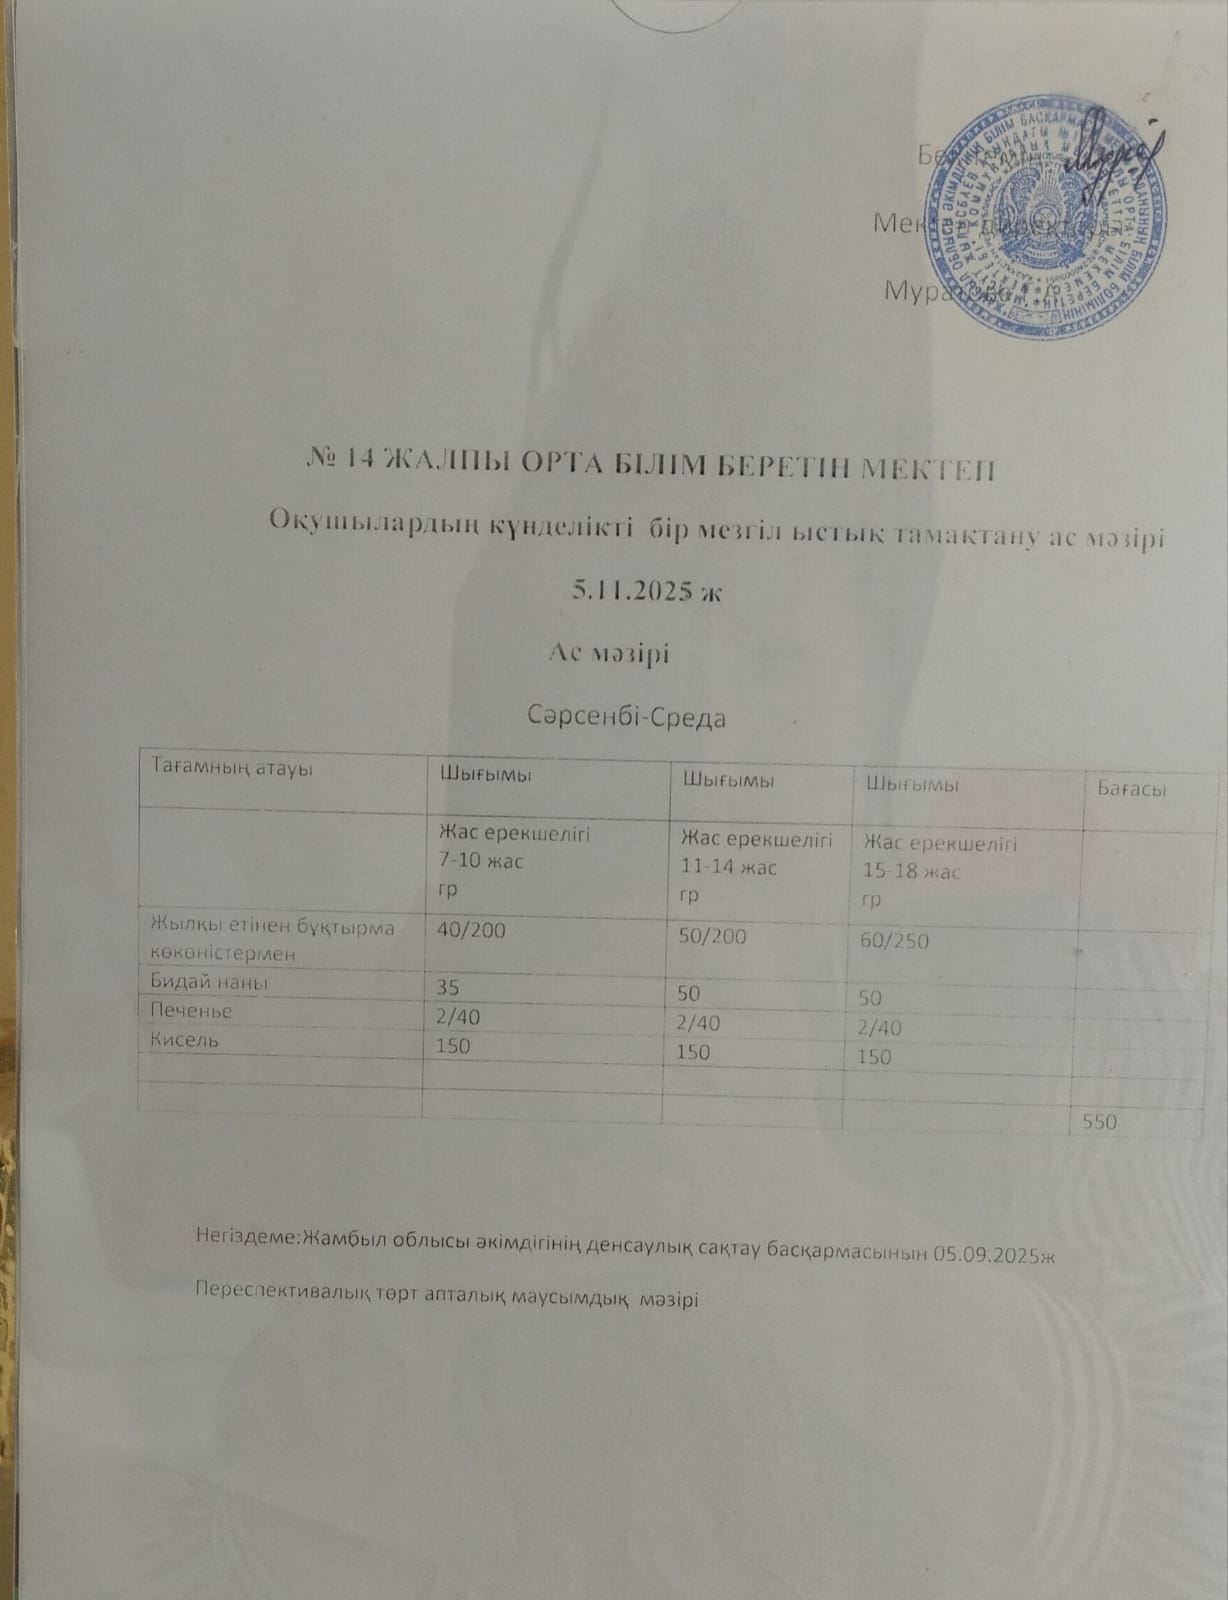 № 14 ЖАЛПЫ ОРТА БІЛІМ БЕРЕТІН МЕКТЕП
Оқушылардың күнделікті бір мезгіл ыстық тамақтану ас мәзірі
5.11.2025 ж
Ас мәзірі
Сәрсенбі-Среда
Тағамның атауы Шығымы Шығымы Шығымы Бағасы
Жас ерекшелігі Жас ерекшелігі Жас ерекшелігі
7-10 жас 11-14 жас 15-18 жас
гр гр гр
Жылқы етінен бұқтырма 40/200 50/200 60/250
көкөністермен
Бидай наны 35 50 50
Печенье 2/40 2/40 2/40
Кисель 150 150 150
550
Негіздеме:Жамбыл облысы әкімдігінің денсаулық сақтау басқармасынын 05.09.2025ж
Переспективалық төрт апталық маусымдық мәзірі